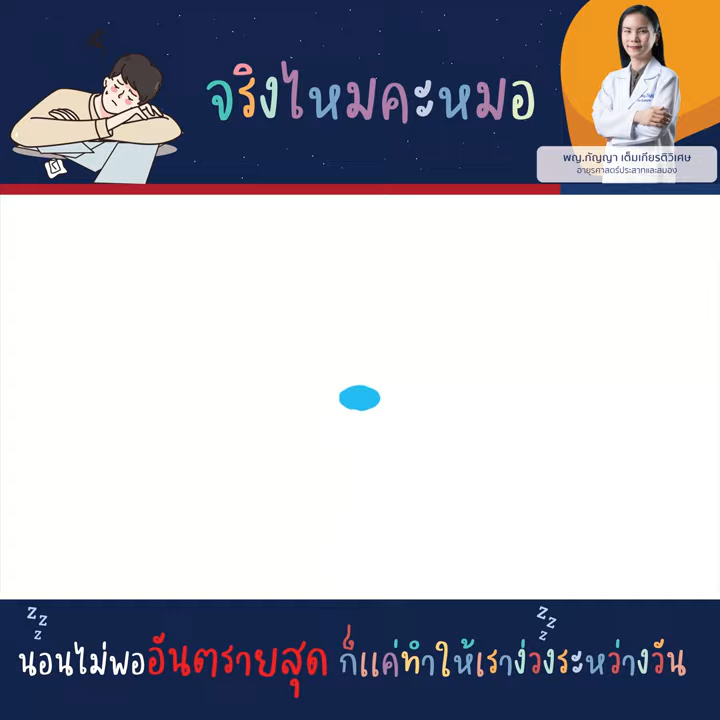 จริงไหมคะหมอ
พญ.กัญญา เต็มเกียรติวิเศษ
อายุรศาสตร์ประสาทและสมอง
z z z
z z z
นอนไม่พออันตรายสุด ก็แค่ทำให้เราง่วงระหว่างวัน